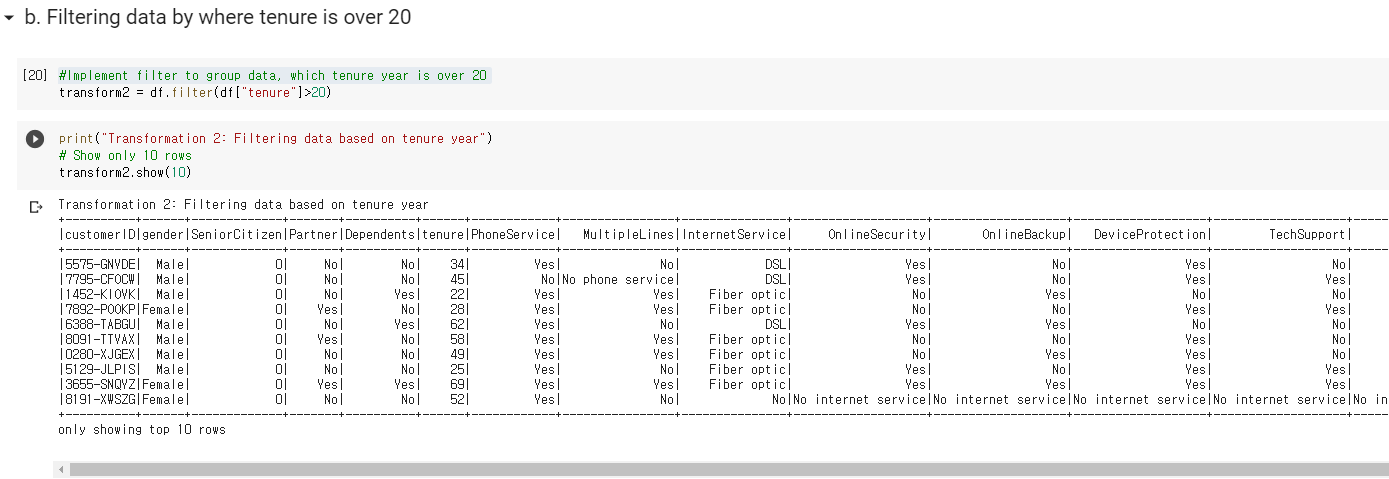 b. Filtering data by where tenure is over 20
[20] #Implement filter to group data, which tenure year is over 20
transform2 = df.filter(df["tenure"]>20)
print("Transformation 2: Filtering data based on tenure year")
# Show only 10 rows
transform2.show(10)
Transformation 2: Filtering data based on tenure year
|customerID|gender|SeniorCitizen|Partner|Dependents|tenure|PhoneService|   MultipleLines|InternetService|     OnlineSecurity|       OnlineBackup|   DeviceProtection|        TechSupport|
|5575-GNVDE|  Male|            0|     No|        No|    34|         Yes|              No|            DSL|                Yes|                 No|                Yes|                 No|
|7795-CFOCW|  Male|            0|     No|        No|    45|          No|No phone service|            DSL|                Yes|                 No|                Yes|                Yes|
|1452-KIOVK|  Male|            0|     No|       Yes|    22|         Yes|             Yes|    Fiber optic|                 No|                Yes|                 No|                 No|
|7892-POOKP|Female|            0|    Yes|        No|    28|         Yes|             Yes|    Fiber optic|                 No|                 No|                Yes|                Yes|
|6388-TABGU|  Male|            0|     No|       Yes|    62|         Yes|              No|            DSL|                Yes|                Yes|                 No|                 No|
|8091-TTVAX|  Male|            0|    Yes|        No|    58|         Yes|             Yes|    Fiber optic|                 No|                 No|                Yes|                 No|
|0280-XJGEX|  Male|            0|     No|        No|    49|         Yes|             Yes|    Fiber optic|                 No|                Yes|                Yes|                 No|
|5129-JLPIS|  Male|            0|     No|        No|    25|         Yes|              No|    Fiber optic|                Yes|                 No|                Yes|                Yes|
|3655-SNQYZ|Female|            0|    Yes|       Yes|    69|         Yes|             Yes|    Fiber optic|                Yes|                Yes|                Yes|                Yes|
|8191-XWSZG|Female|            0|     No|        No|    52|         Yes|              No|             No|No internet service|No internet service|No internet service|No internet service|No in
only showing top 10 rows